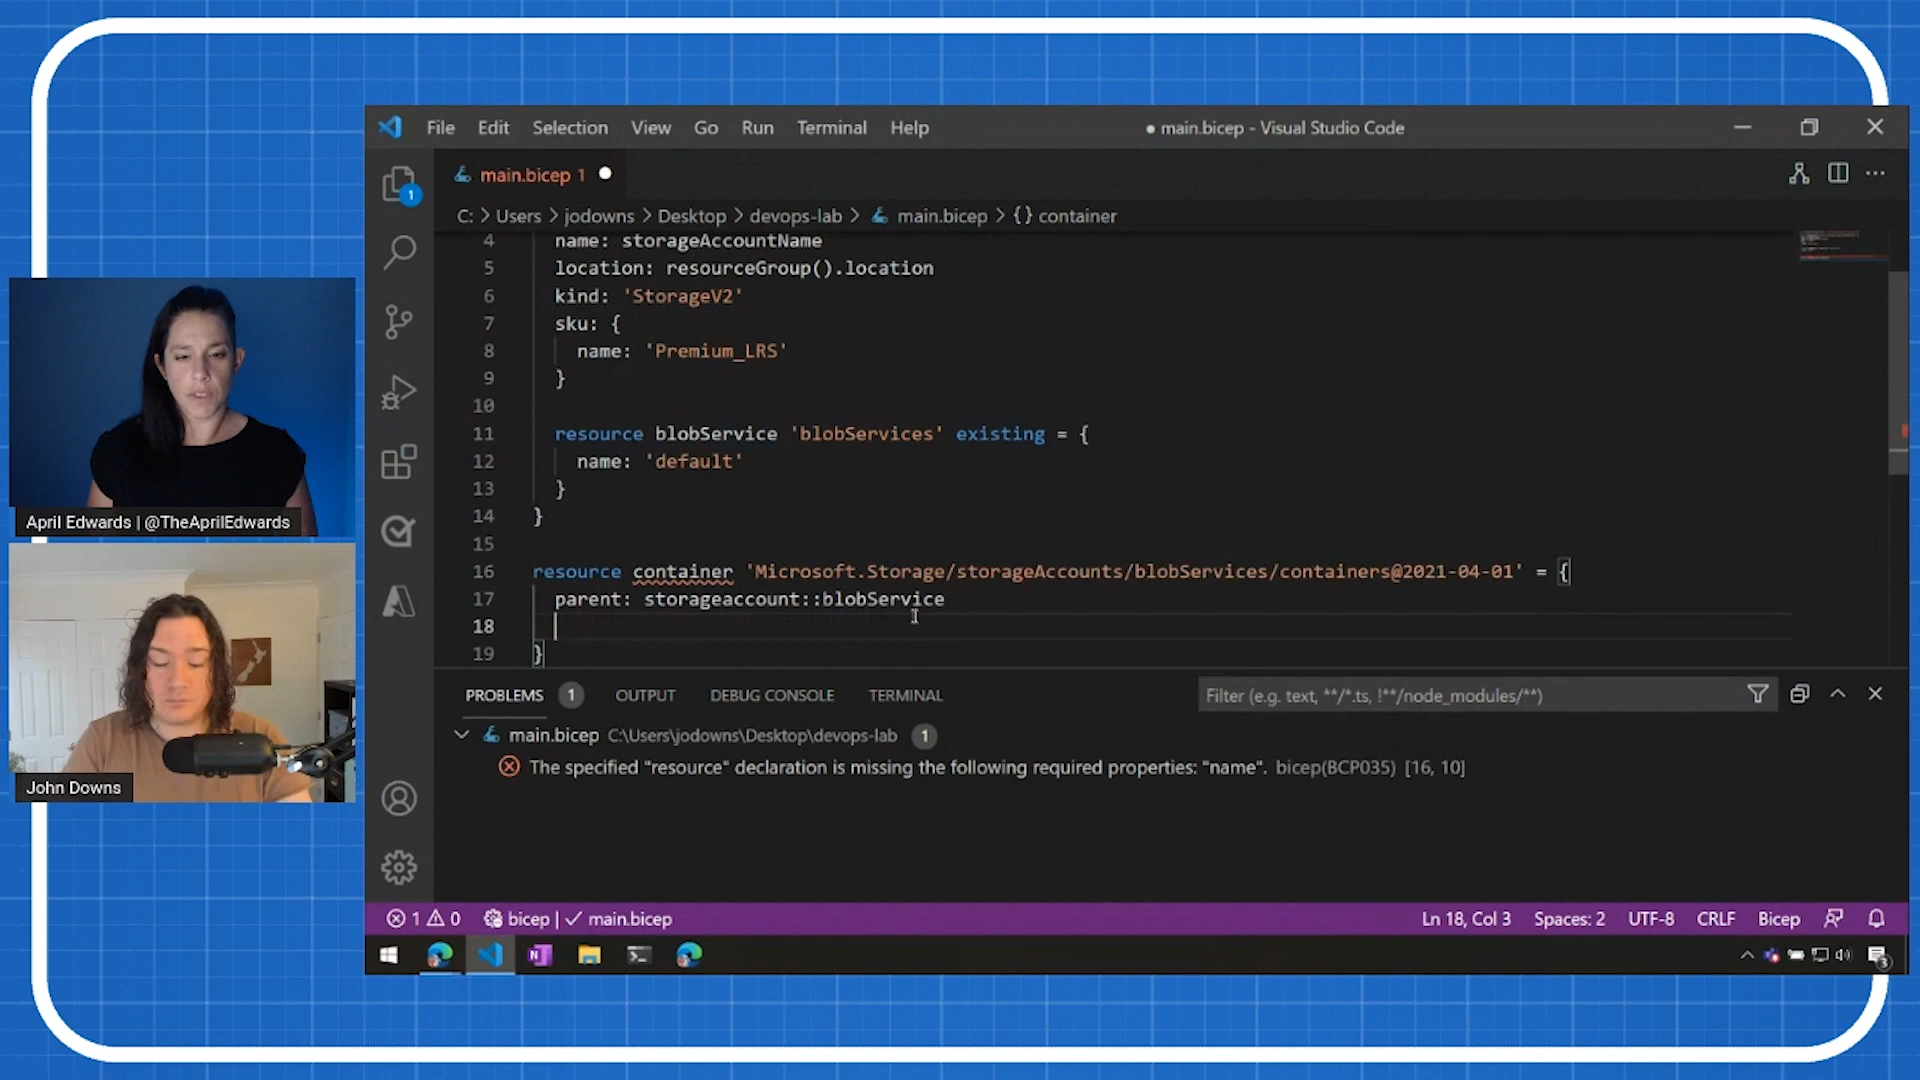 File Edit Selection View Go Run Terminal Help
● main.bicep - Visual Studio Code
main.bicep 1
1
C: > Users > jodowns > Desktop > devops-lab > main.bicep > {} container
4 name: storageAccountName
5 location: resourceGroup().location
6 kind: 'StorageV2'
7 sku: {
8 name: 'Premium_LRS'
9 }
10
11 resource blobService 'blobServices' existing = {
12 name: 'default'
13 }
14 }
15
16 resource container 'Microsoft.Storage/storageAccounts/blobServices/containers@2021-04-01' = {
17 parent: storageaccount::blobService
18
19 }
April Edwards | @TheAprilEdwards
John Downs
PROBLEMS 1 OUTPUT DEBUG CONSOLE TERMINAL
Filter (e.g. text, **/*.ts, !**/node_modules/**)
main.bicep C:\Users\jodowns\Desktop\devops-lab 1
The specified "resource" declaration is missing the following required properties: "name". bicep(BCP035) [16, 10]
1 0 bicep | ✓ main.bicep
Ln 18, Col 3 Spaces: 2 UTF-8 CRLF Bicep
3